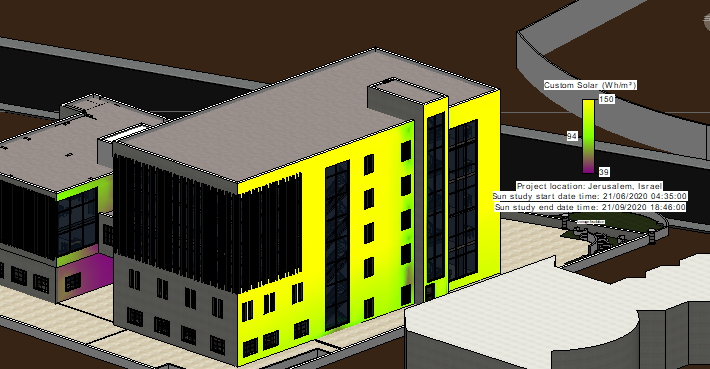 Custom Solar (Wh/m²)
150
94
39
Project location: Jerusalem, Israel
Sun study start date time: 21/06/2020 04:35:00
Sun study end date time: 21/09/2020 18:46:00